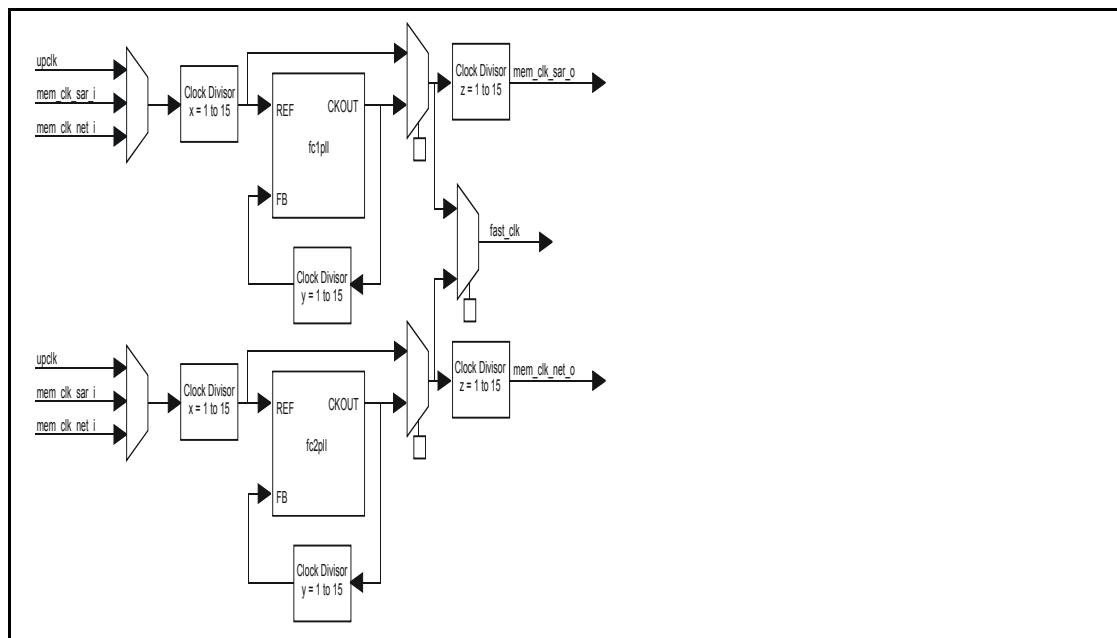 upclk
mem_clk_sar_i
mem_clk_net_i
Clock Divisor
x = 1 to 15
REF
CKOUT
fc1pll
FB
Clock Divisor
y = 1 to 15
Clock Divisor
z = 1 to 15
mem_clk_sar_o
fast_clk
upclk
mem_clk_sar_i
mem_clk_net_i
Clock Divisor
x = 1 to 15
REF
CKOUT
fc2pll
FB
Clock Divisor
y = 1 to 15
Clock Divisor
z = 1 to 15
mem_clk_net_o